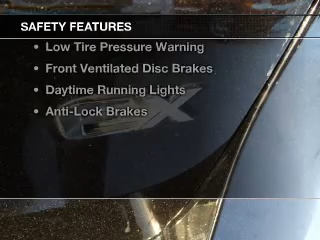 SAFETY FEATURES
• Low Tire Pressure Warning
• Front Ventilated Disc Brakes
• Daytime Running Lights
• Anti-Lock Brakes